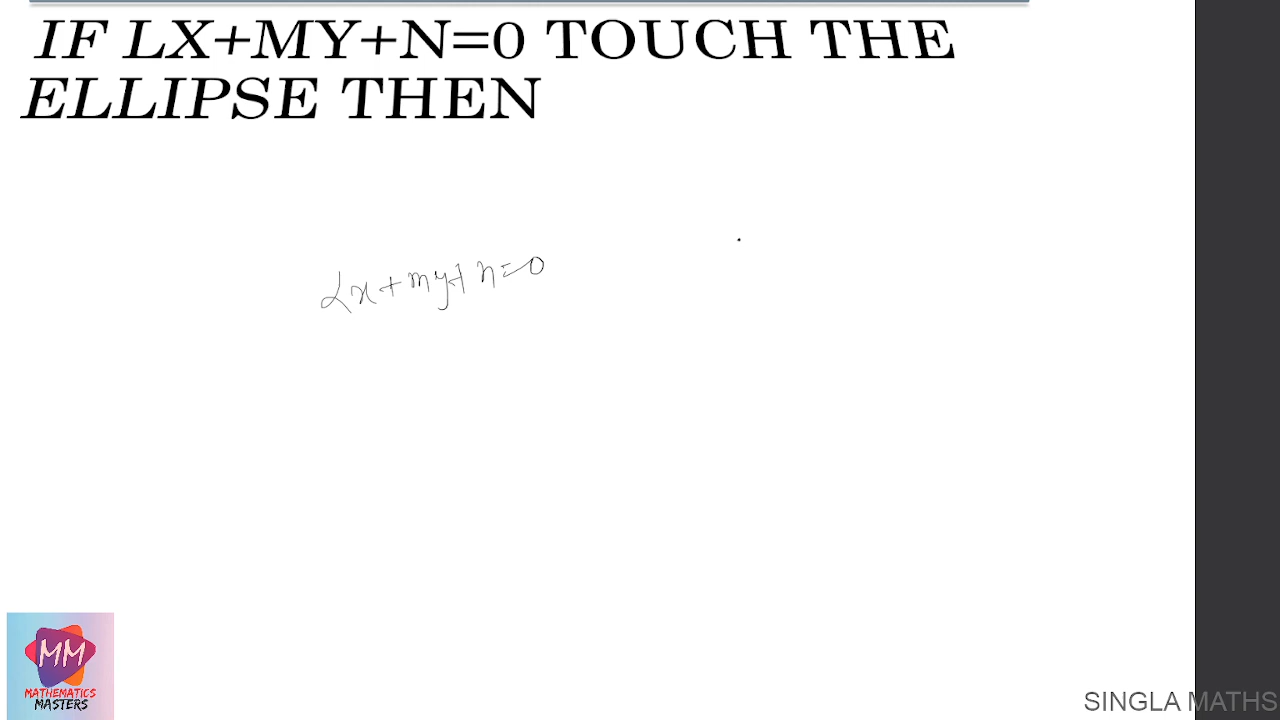 IF LX+MY+N=0 TOUCH THE
ELLIPSE THEN
Lx+my+n=0
MM
MATHEMATICS
MASTERS
SINGLA MATHS